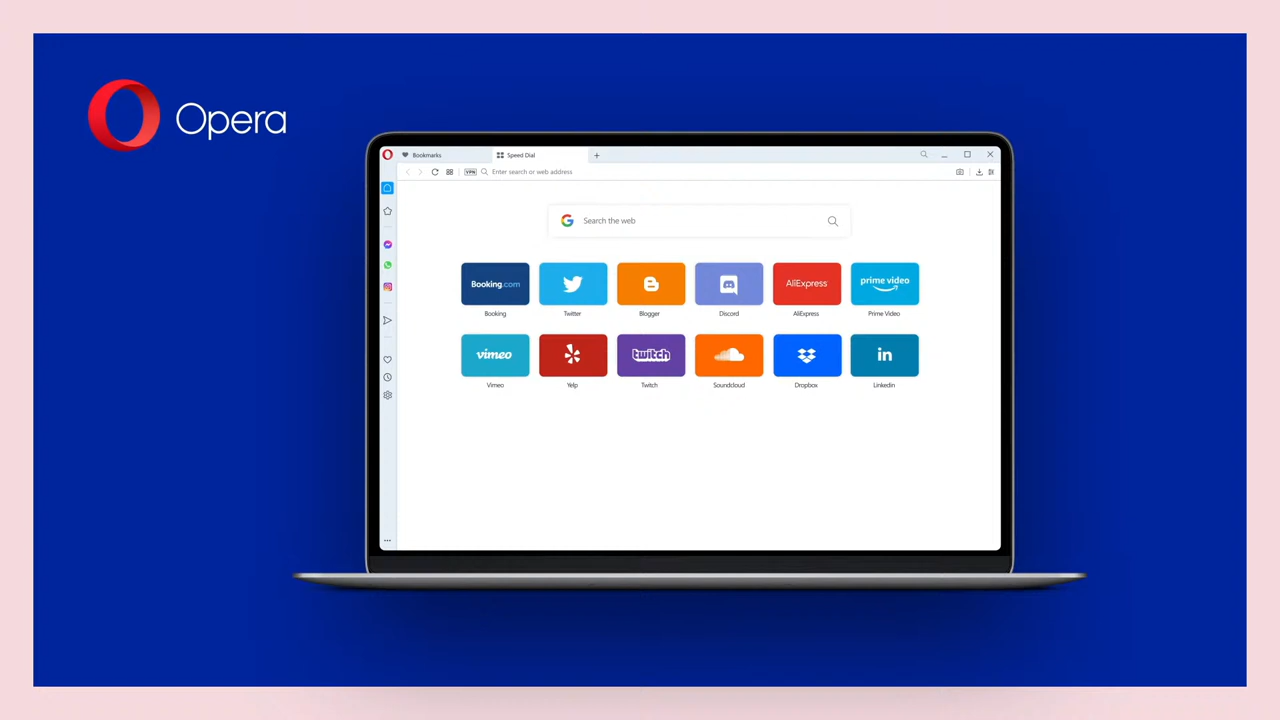 Opera
Bookmarks
Speed Dial
VPN
Enter search or web address
Search the web
Booking.com
AliExpress
prime video
Booking
Twitter
Blogger
Discord
AliExpress
Prime Video
vimeo
twitch
in
Vimeo
Yelp
Twitch
Soundcloud
Dropbox
Linkedin